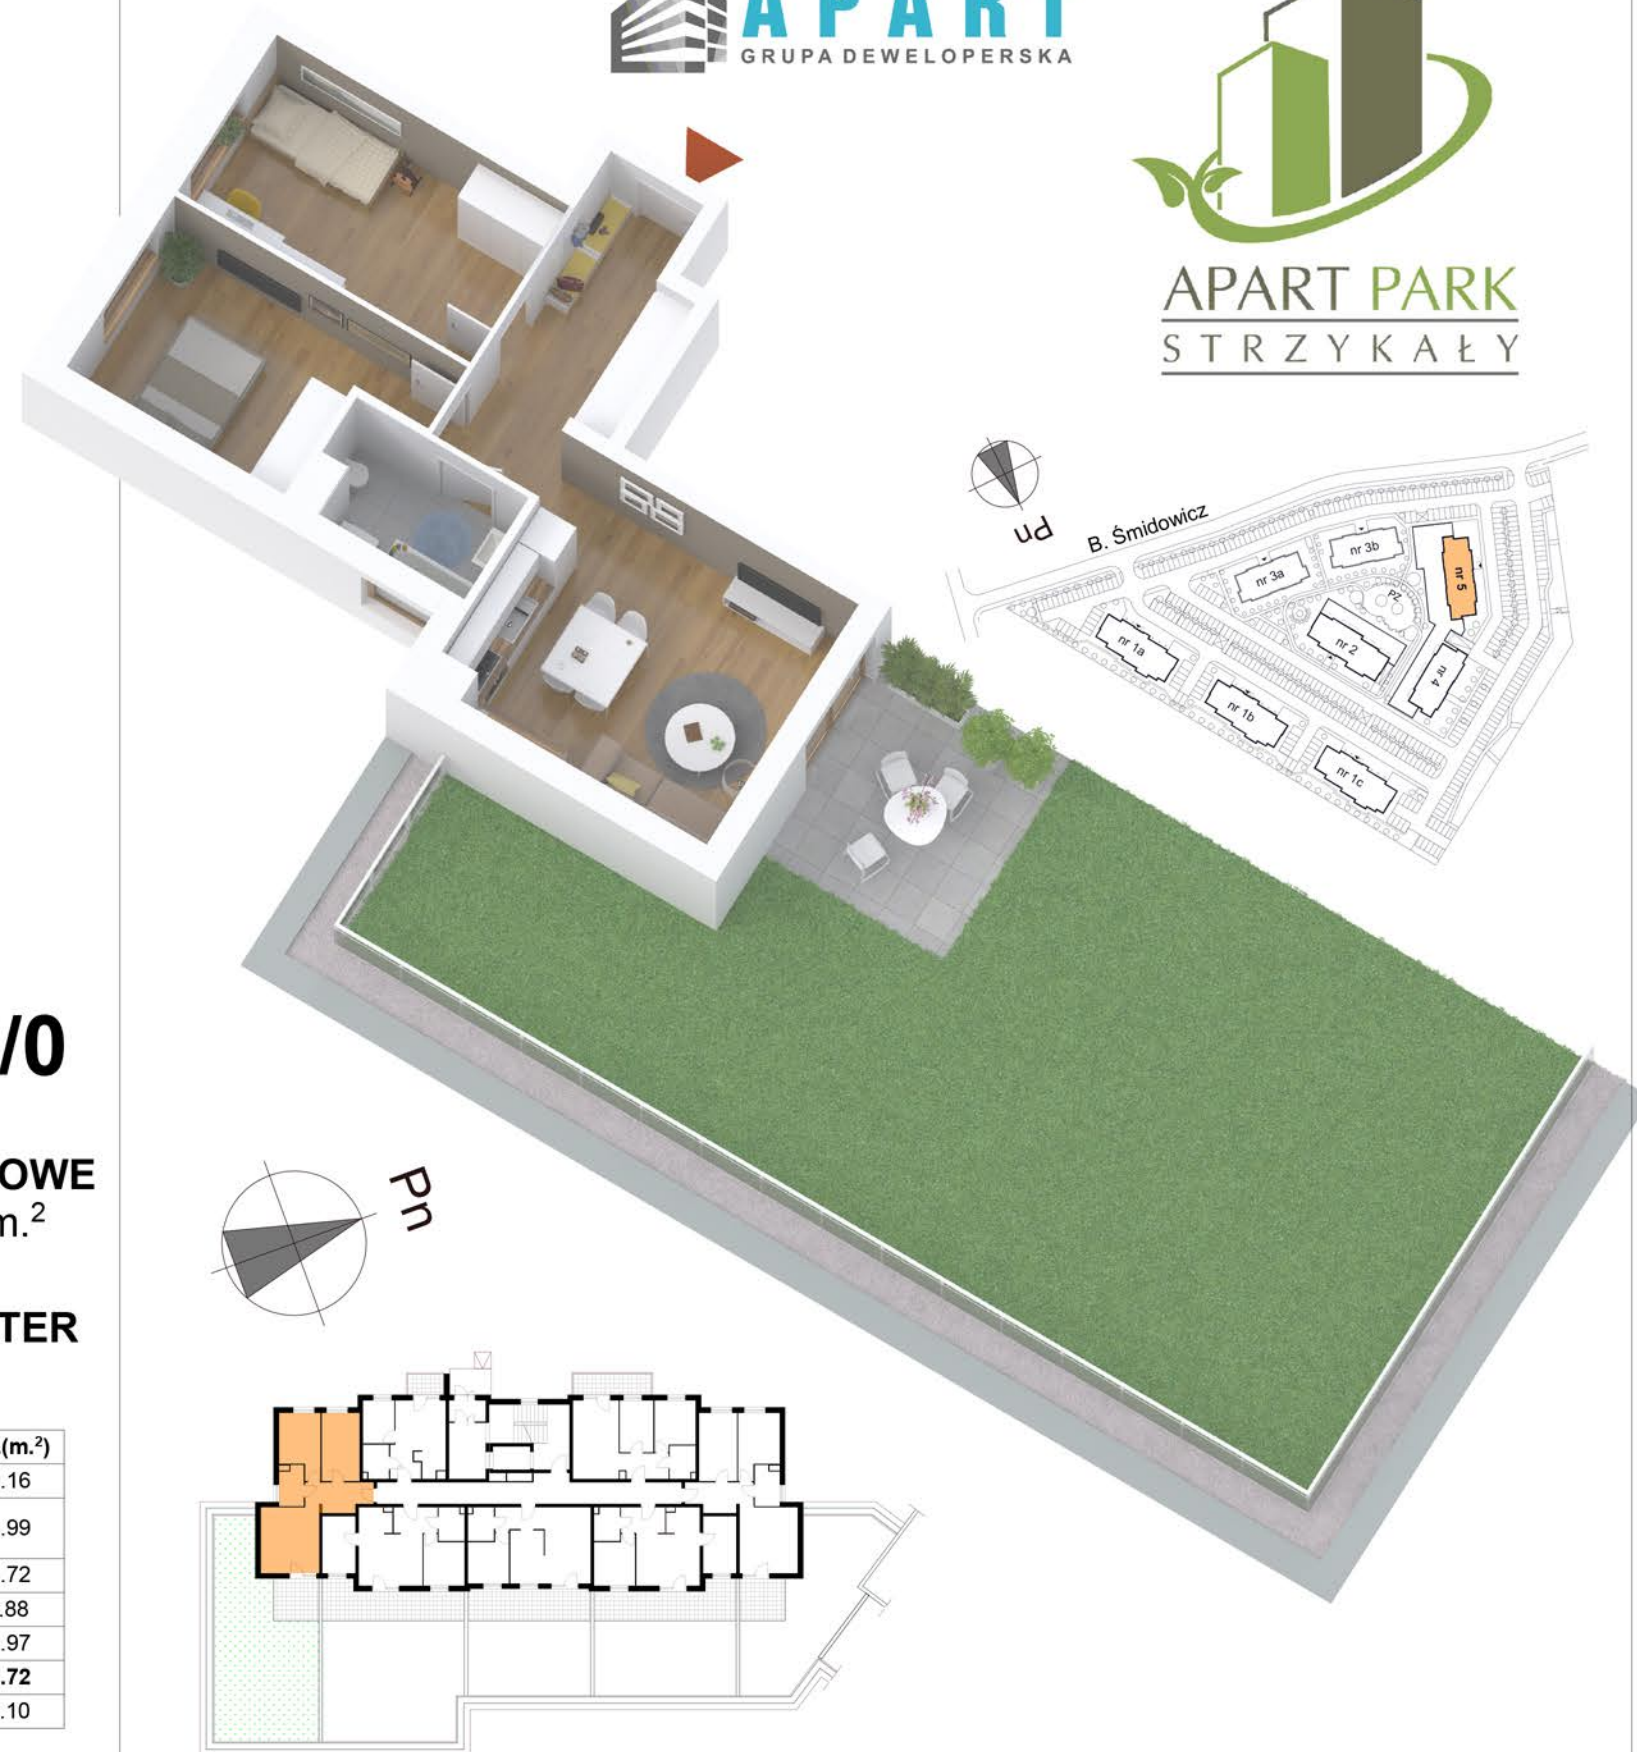 APART
GRUPA DEWELOPERSKA
APART PARK
STRZYKAŁY
Pn
B. Śmidowicz
nr 3b
nr 3a
nr 5
PZ
nr 2
nr 1a
nr 4
nr 1b
nr 1c
/0
OWE
m.²
TER
Pn
(m.²)
.16
.99
.72
.88
.97
.72
.10